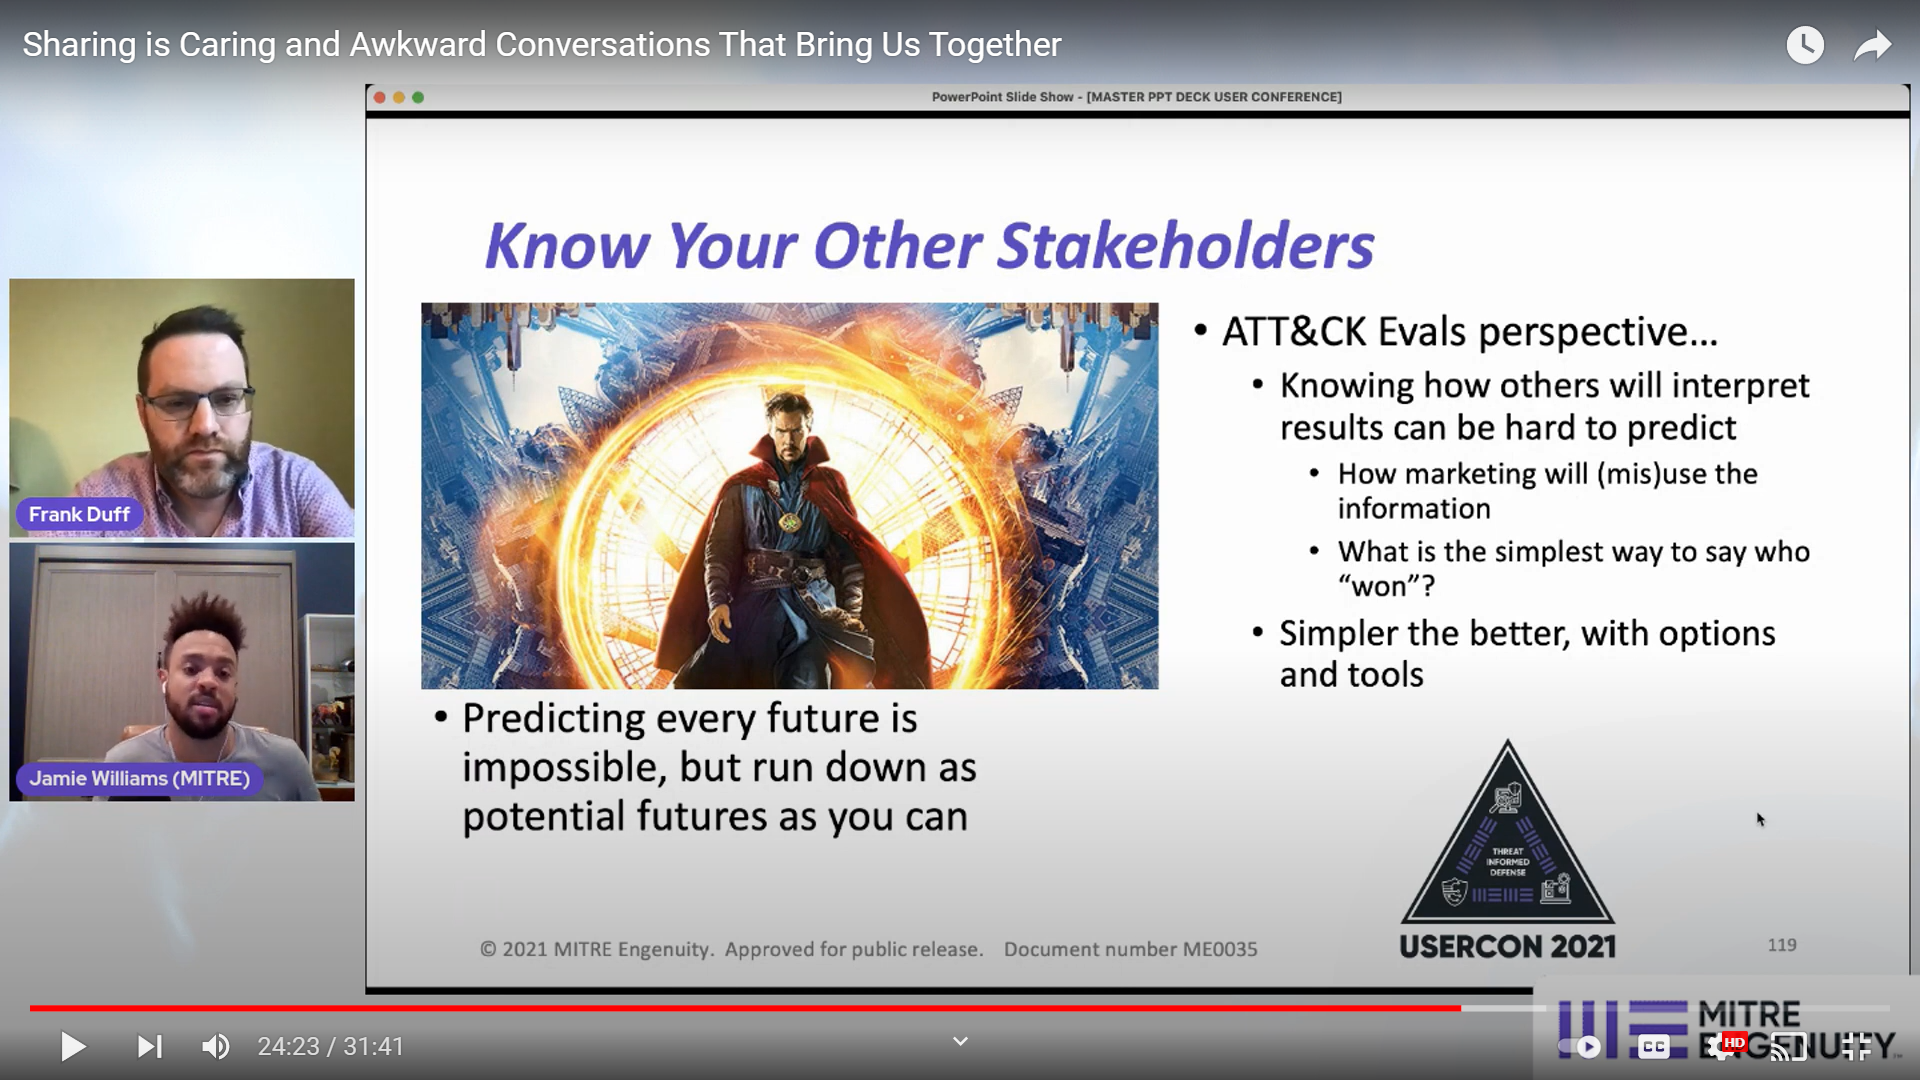 Sharing is Caring and Awkward Conversations That Bring Us Together
PowerPoint Slide Show - [MASTER PPT DECK USER CONFERENCE]
Know Your Other Stakeholders
Frank Duff
Jamie Williams (MITRE)
• Predicting every future is
impossible, but run down as
potential futures as you can
• ATT&CK Evals perspective...
• Knowing how others will interpret
results can be hard to predict
• How marketing will (mis)use the
information
• What is the simplest way to say who
“won”?
• Simpler the better, with options
and tools
THREAT
INFORMED
DEFENSE
USERCON 2021
© 2021 MITRE Engenuity. Approved for public release. Document number ME0035
119
MITRE
ENGENUITY
24:23 / 31:41
CC
HD